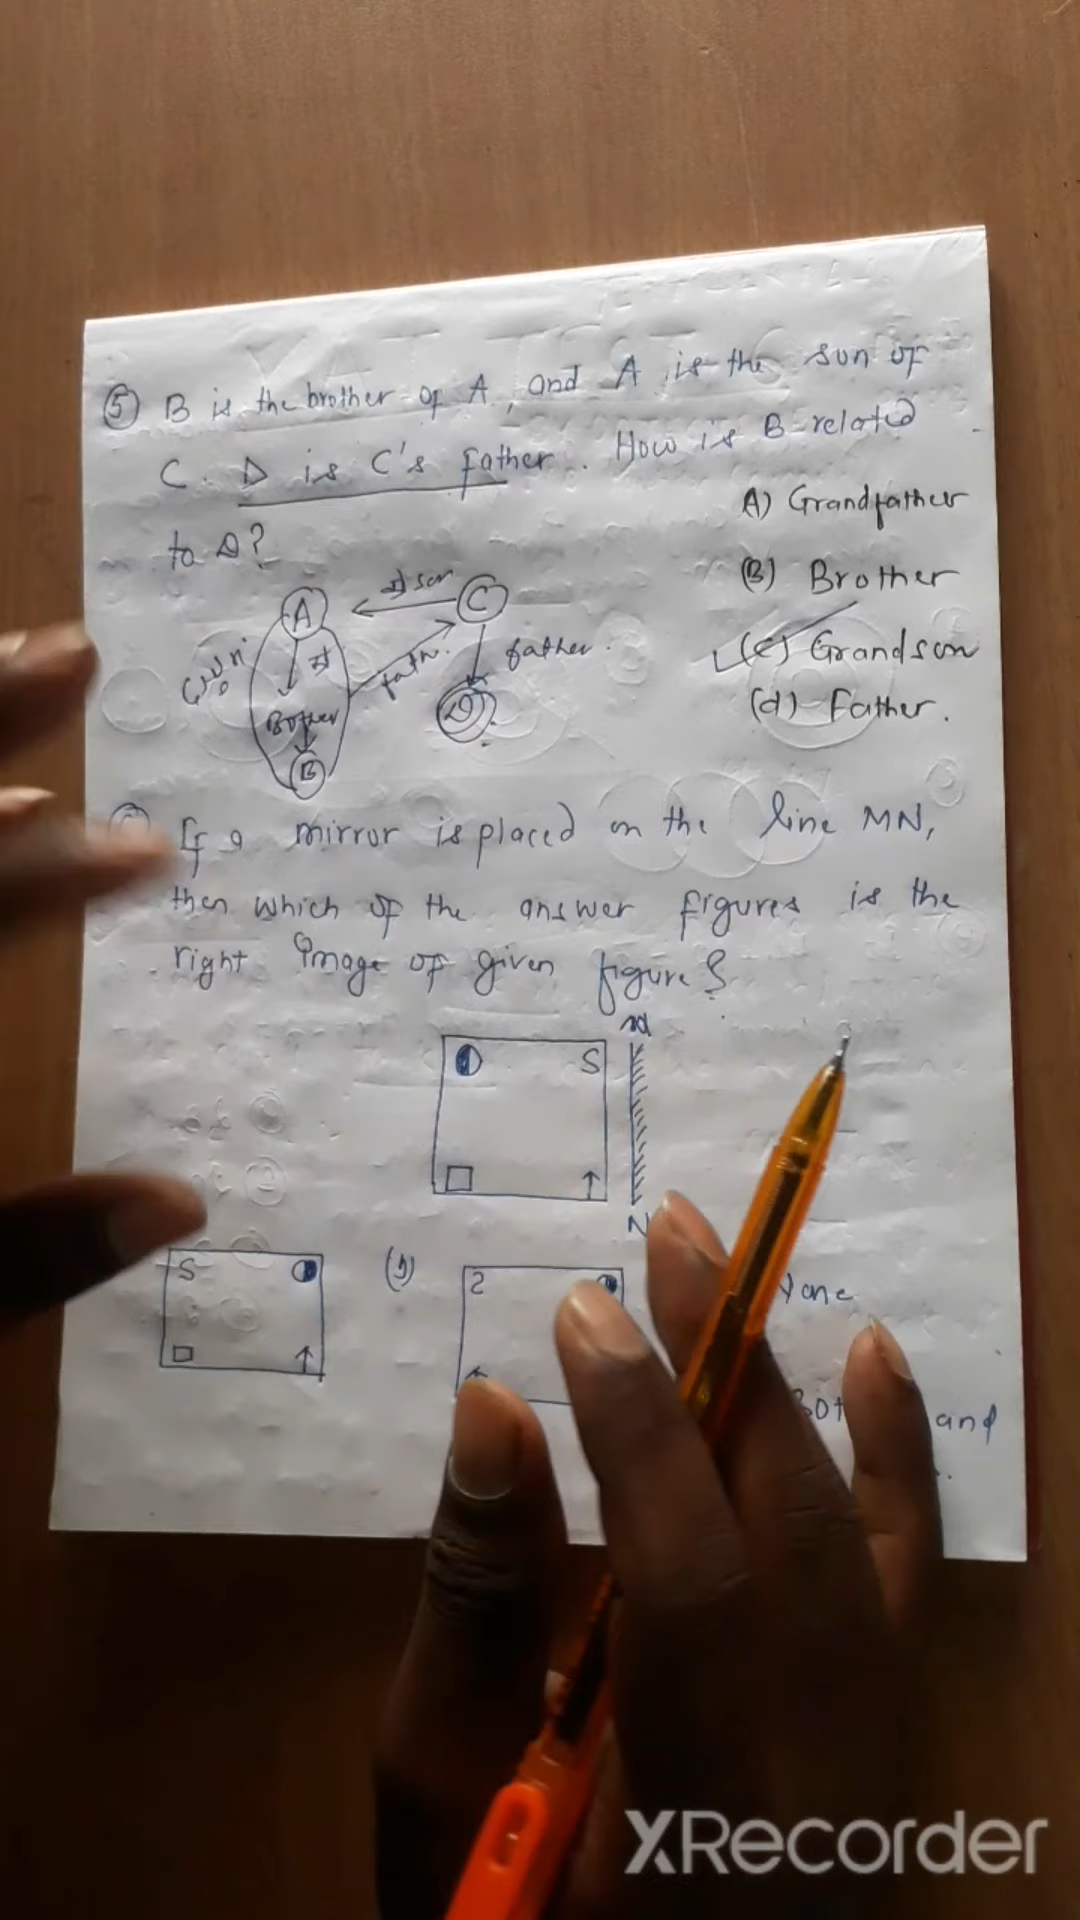 5 B is the brother of A, and A is the son of
C. D is C's father. How is B related
to D?
A) Grandfather
(B) Brother
(C) Grandson
(d) Father.
A
son
C
father.
Brother
B
D
If a mirror is placed on the line MN,
then which of the answer figures is the
right image of given figure?
S
M
N
S
2
and
XRecorder